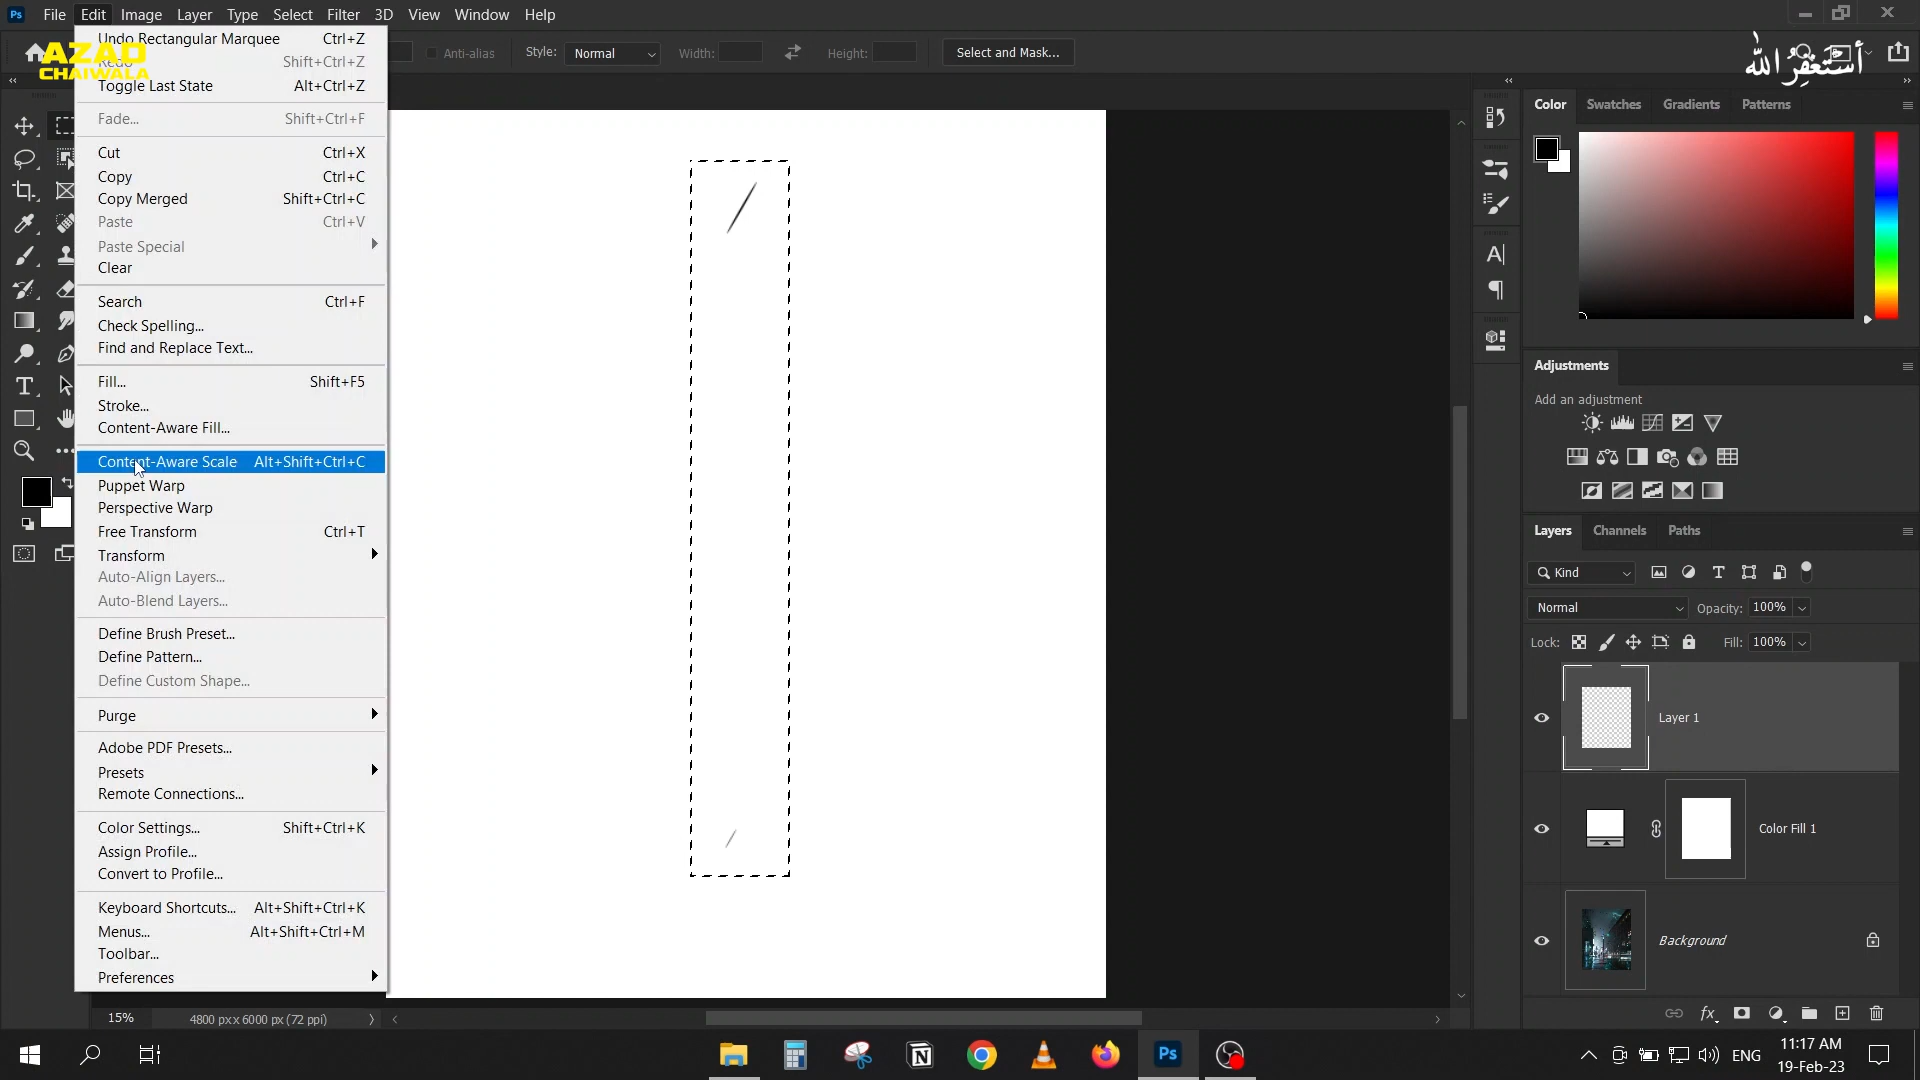 File Edit Image Layer Type Select Filter 3D View Window Help
Anti-alias Style: Normal Width: Height: Select and Mask...
AZAD
CHAIWALA
أستغفر الله
Undo Rectangular Marquee Ctrl+Z
Redo Shift+Ctrl+Z
Toggle Last State Alt+Ctrl+Z
Fade... Shift+Ctrl+F
Cut Ctrl+X
Copy Ctrl+C
Copy Merged Shift+Ctrl+C
Paste Ctrl+V
Paste Special
Clear
Search Ctrl+F
Check Spelling...
Find and Replace Text...
Fill... Shift+F5
Stroke...
Content-Aware Fill...
Content-Aware Scale Alt+Shift+Ctrl+C
Puppet Warp
Perspective Warp
Free Transform Ctrl+T
Transform
Auto-Align Layers...
Auto-Blend Layers...
Define Brush Preset...
Define Pattern...
Define Custom Shape...
Purge
Adobe PDF Presets...
Presets
Remote Connections...
Color Settings... Shift+Ctrl+K
Assign Profile...
Convert to Profile...
Keyboard Shortcuts... Alt+Shift+Ctrl+K
Menus... Alt+Shift+Ctrl+M
Toolbar...
Preferences
Color Swatches Gradients Patterns
Adjustments
Add an adjustment
Layers Channels Paths
Kind
Normal Opacity: 100%
Lock: Fill: 100%
Layer 1
Color Fill 1
Background
15% 4800 px x 6000 px (72 ppi)
ENG 11:17 AM
19-Feb-23